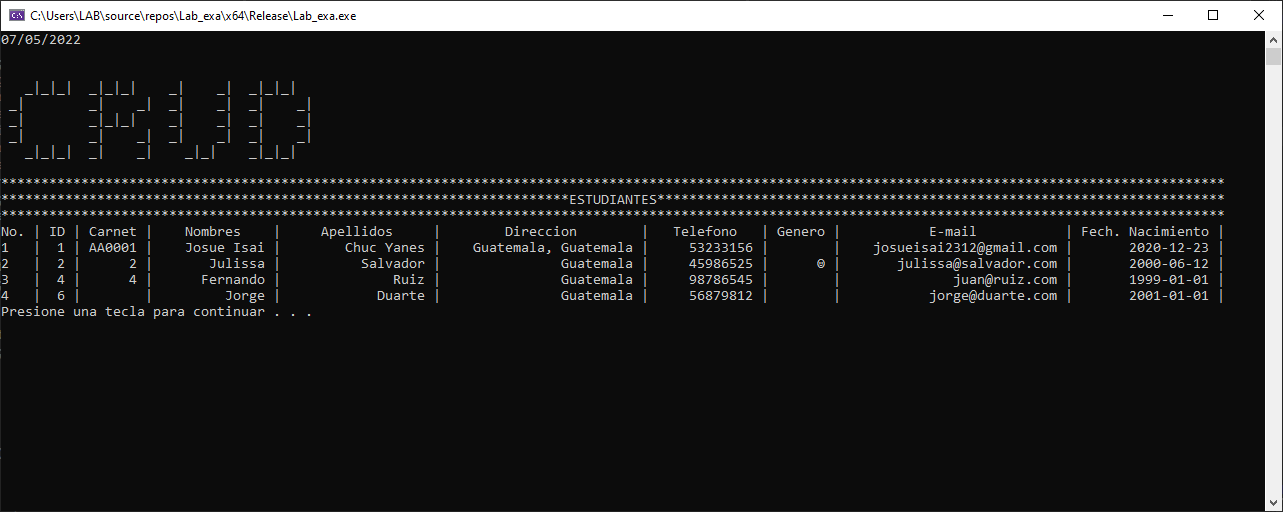 C:\Users\LAB\source\repos\Lab_exa\x64\Release\Lab_exa.exe
07/05/2022
CRUD
*********************************************************************************************************************************************************
***********************************************************************ESTUDIANTES***********************************************************************
*********************************************************************************************************************************************************
No. | ID | Carnet | Nombres | Apellidos | Direccion | Telefono | Genero | E-mail | Fech. Nacimiento |
1 | 1 | AA0001 | Josue Isai | Chuc Yanes | Guatemala, Guatemala | 53233156 | | josueisai2312@gmail.com | 2020-12-23 |
2 | 2 | 2 | Julissa | Salvador | Guatemala | 45986525 | ☺ | julissa@salvador.com | 2000-06-12 |
3 | 4 | 4 | Fernando | Ruiz | Guatemala | 98786545 | | juan@ruiz.com | 1999-01-01 |
4 | 6 | | Jorge | Duarte | Guatemala | 56879812 | | jorge@duarte.com | 2001-01-01 |
Presione una tecla para continuar . . .